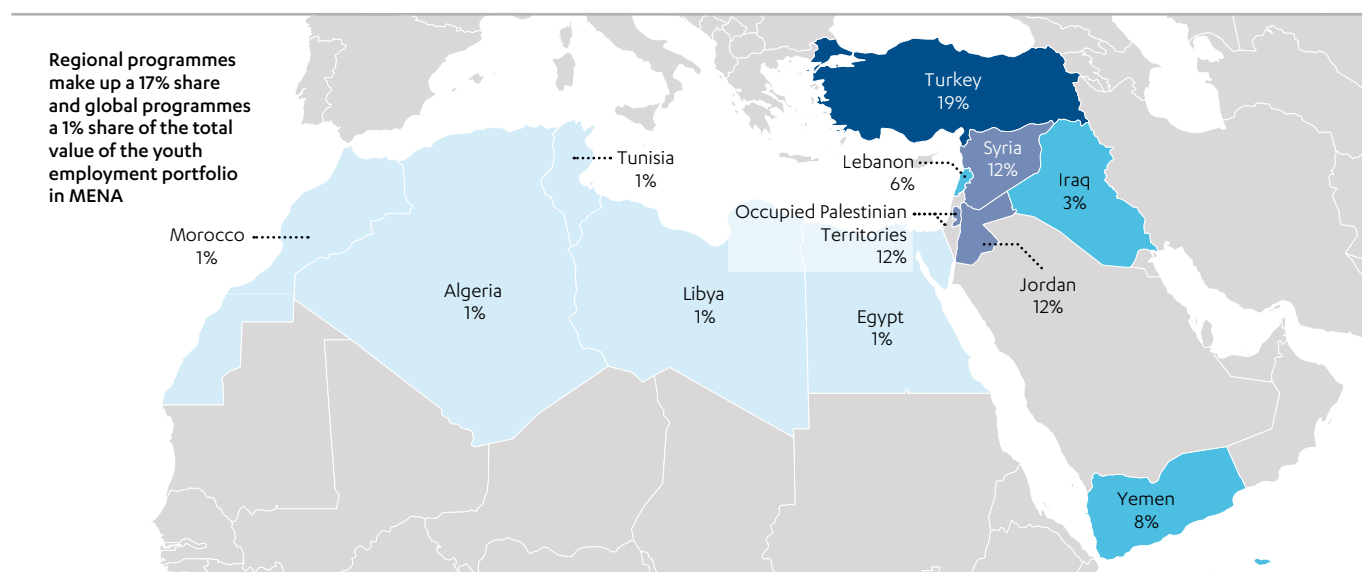 Regional programmes
make up a 17% share
and global programmes
a 1% share of the total
value of the youth
employment portfolio
in MENA
Turkey
19%
Syria
12%
Lebanon
6%
Iraq
3%
Tunisia
1%
Occupied Palestinian
Territories
12%
Morocco
1%
Jordan
12%
Algeria
1%
Libya
1%
Egypt
1%
Yemen
8%